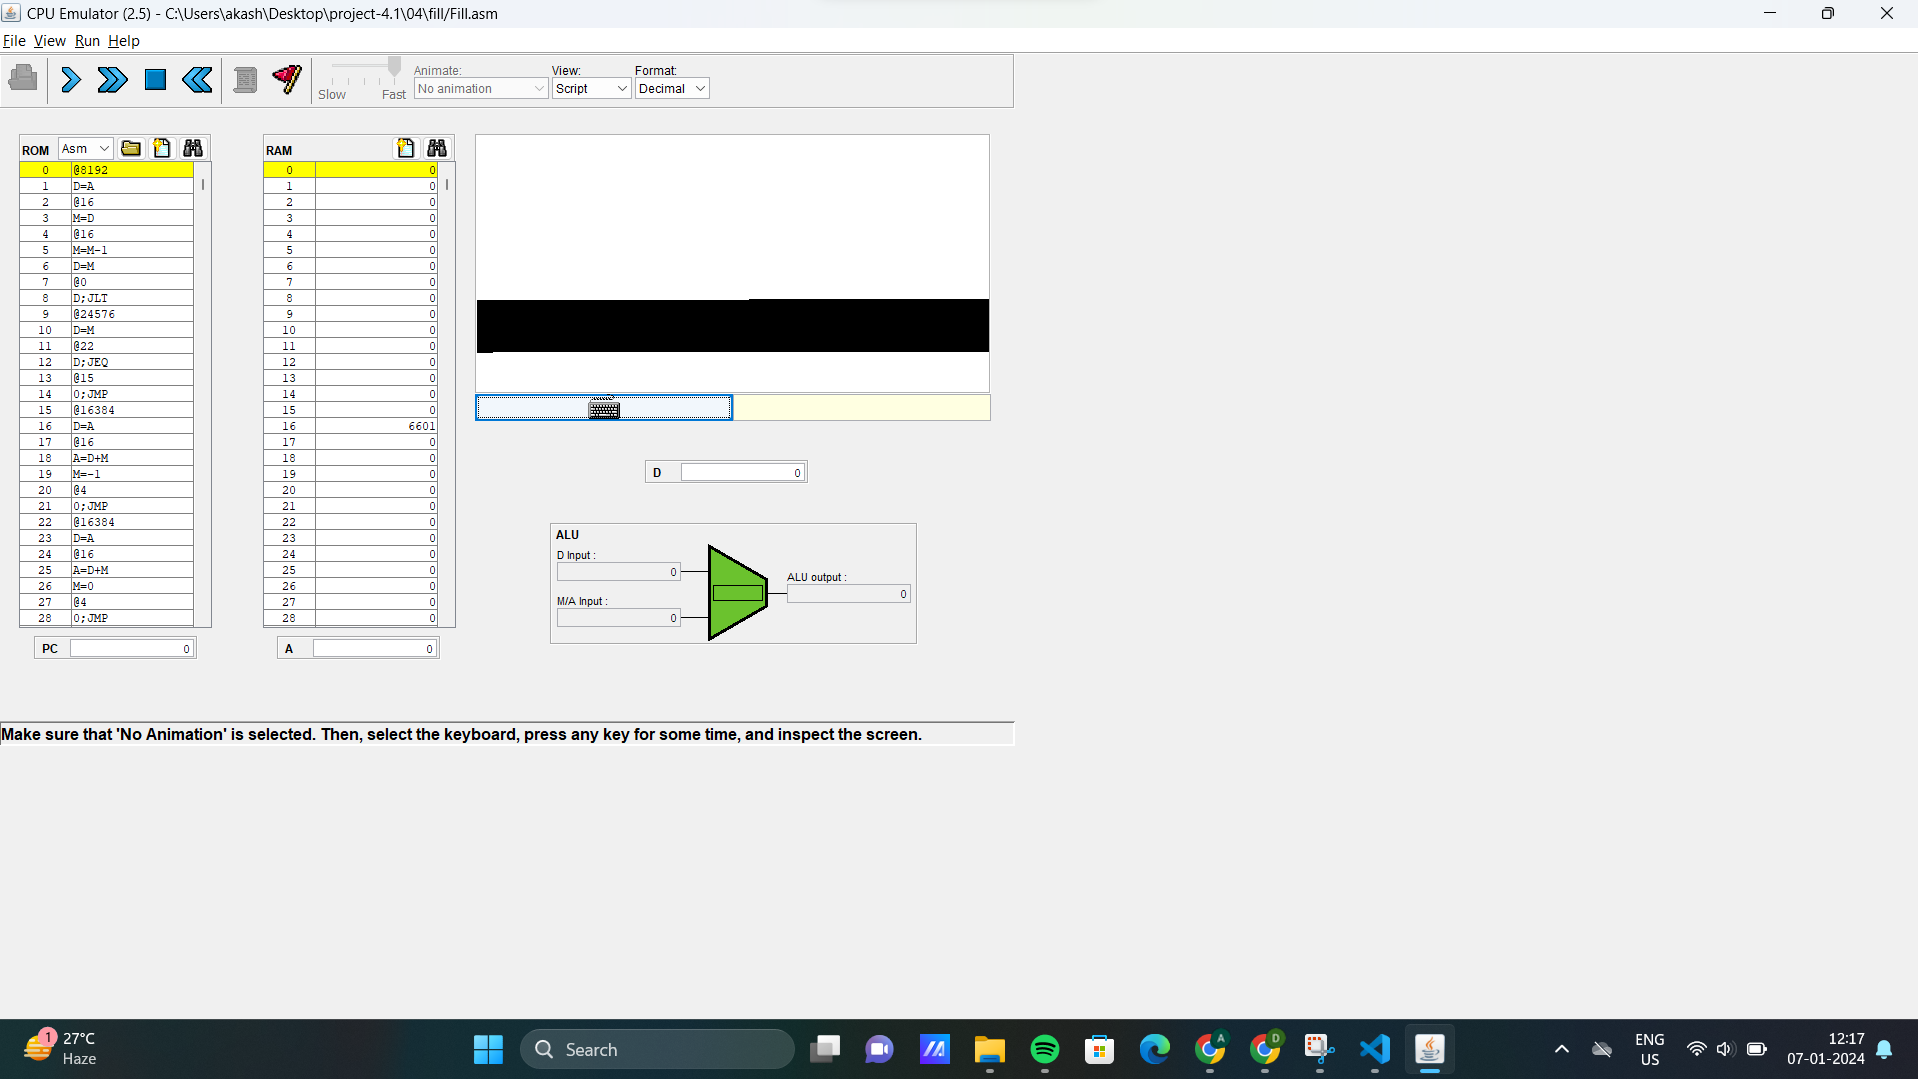 CPU Emulator (2.5) - C:\Users\akash\Desktop\project-4.1\04\fill/Fill.asm
File View Run Help
Slow Fast
Animate:
No animation
View:
Script
Format:
Decimal
ROM Asm
0 @8192
1 D=A
2 @16
3 M=D
4 @16
5 M=M-1
6 D=M
7 @0
8 D;JLT
9 @24576
10 D=M
11 @22
12 D;JEQ
13 @15
14 0;JMP
15 @16384
16 D=A
17 @16
18 A=D+M
19 M=-1
20 @4
21 0;JMP
22 @16384
23 D=A
24 @16
25 A=D+M
26 M=0
27 @4
28 0;JMP
PC 0
RAM
0 0
1 0
2 0
3 0
4 0
5 0
6 0
7 0
8 0
9 0
10 0
11 0
12 0
13 0
14 0
15 0
16 6601
17 0
18 0
19 0
20 0
21 0
22 0
23 0
24 0
25 0
26 0
27 0
28 0
A 0
D 0
ALU
D Input :
0
M/A Input :
0
ALU output :
0
Make sure that 'No Animation' is selected. Then, select the keyboard, press any key for some time, and inspect the screen.
1
27°C
Haze
Search
A
D
ENG
US
12:17
07-01-2024